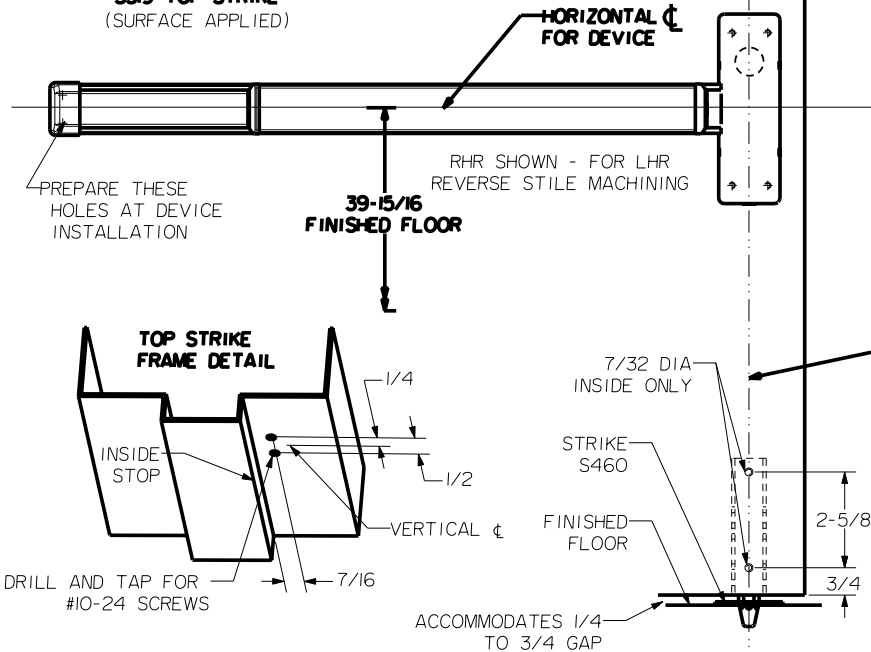 TOP STRIKE
(SURFACE APPLIED)
HORIZONTAL ℄
FOR DEVICE
PREPARE THESE
HOLES AT DEVICE
INSTALLATION
RHR SHOWN - FOR LHR
REVERSE STILE MACHINING
39-15/16
FINISHED FLOOR
TOP STRIKE
FRAME DETAIL
1/4
INSIDE
STOP
1/2
VERTICAL ℄
7/16
DRILL AND TAP FOR
#10-24 SCREWS
7/32 DIA
INSIDE ONLY
STRIKE
S460
FINISHED
FLOOR
2-5/8
3/4
ACCOMMODATES 1/4
TO 3/4 GAP